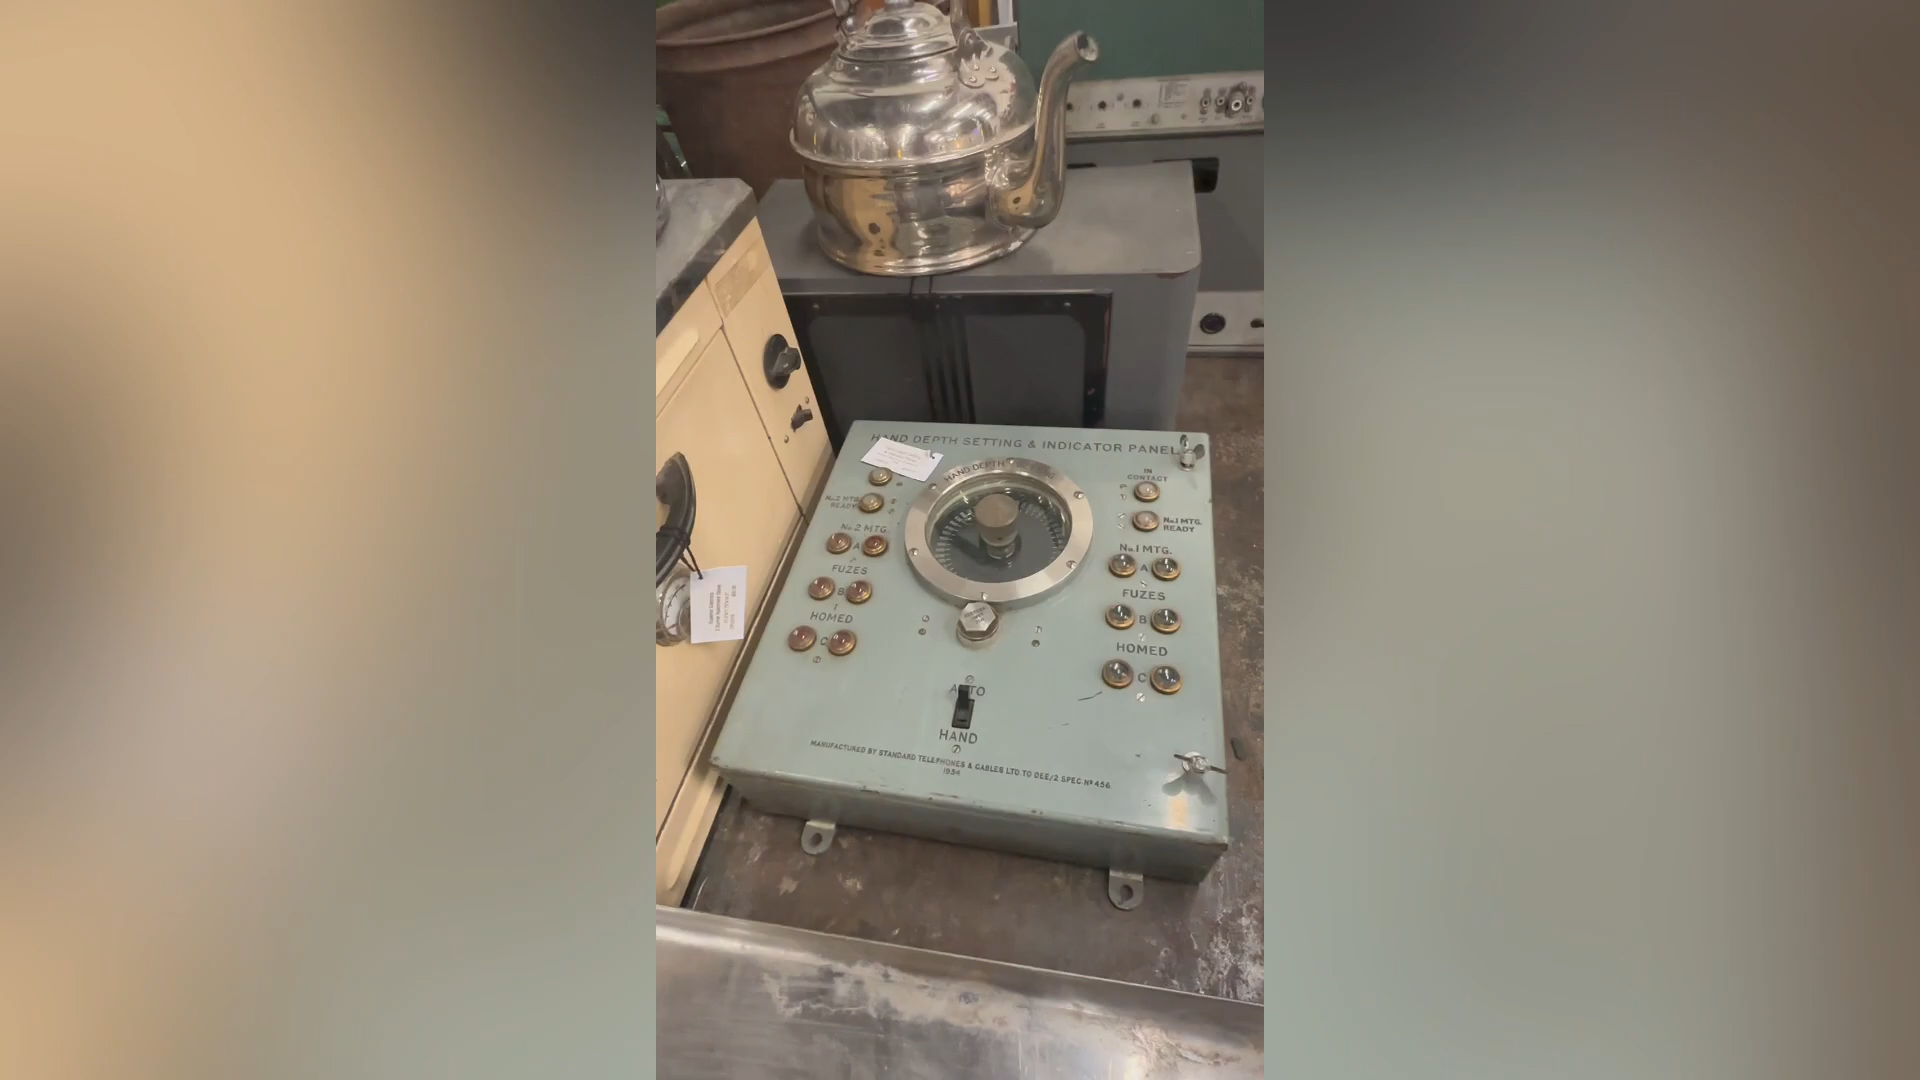 HAND DEPTH SETTING & INDICATOR PANEL
HAND DEPTH
IN
CONTACT
No.2 MTG.
READY
No.1 MTG.
READY
No.2 MTG.
A
FUZES
B
HOMED
C
No.1 MTG.
A
FUZES
B
HOMED
C
AUTO
HAND
MANUFACTURED BY STANDARD TELEPHONES & CABLES LTD. TO DEE/2 SPEC. No 456.
1954